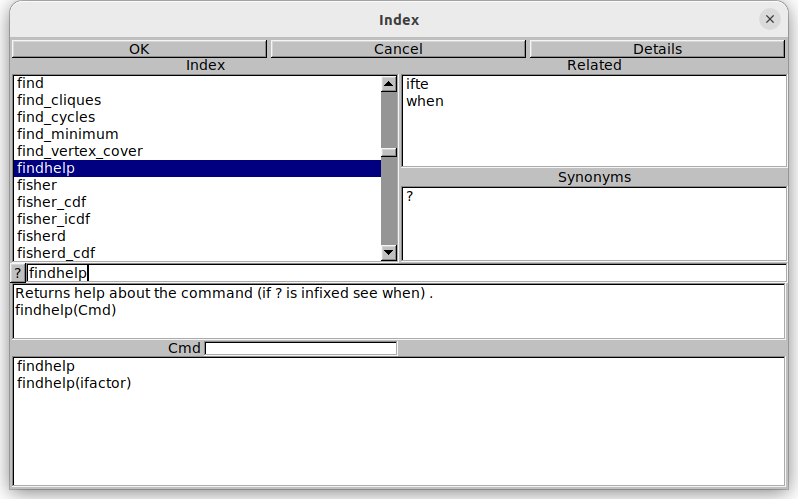 Index
OK Cancel Details
Index Related
find
find_cliques
find_cycles
find_minimum
find_vertex_cover
findhelp
fisher
fisher_cdf
fisher_icdf
fisherd
fisherd_cdf
ifte
when
Synonyms
?
? findhelp
Returns help about the command (if ? is infixed see when) .
findhelp(Cmd)
Cmd
findhelp
findhelp(ifactor)